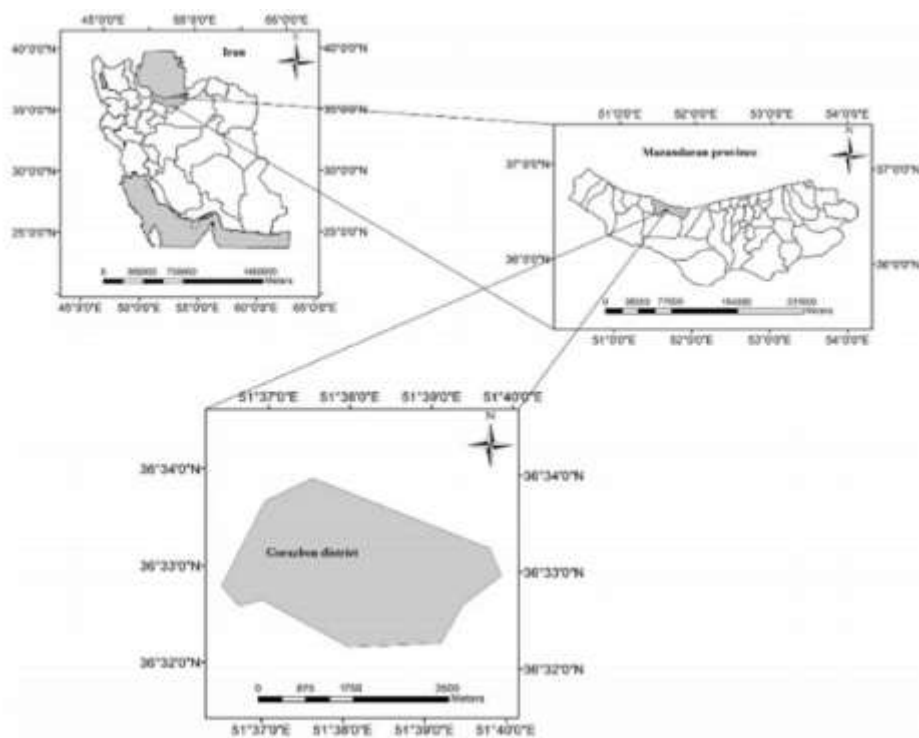 45°0'0"E 55°0'0"E 65°0'0"E
Iran
40°0'0"N 40°0'0"N
35°0'0"N 35°0'0"N
30°0'0"N 30°0'0"N
25°0'0"N 25°0'0"N
0
Meters
45°0'0"E 50°0'0"E 55°0'0"E 60°0'0"E 65°0'0"E
51°0'0"E 52°0'0"E 53°0'0"E 54°0'0"E
N
Mazandaran province
37°0'0"N 37°0'0"N
36°0'0"N 36°0'0"N
0
Meters
51°0'0"E 52°0'0"E 53°0'0"E 54°0'0"E
51°37'0"E 51°38'0"E 51°39'0"E 51°40'0"E
N
36°34'0"N 36°34'0"N
Gorazbon district
36°33'0"N 36°33'0"N
36°32'0"N 36°32'0"N
0 875 1750 3500
Meters
51°37'0"E 51°38'0"E 51°39'0"E 51°40'0"E